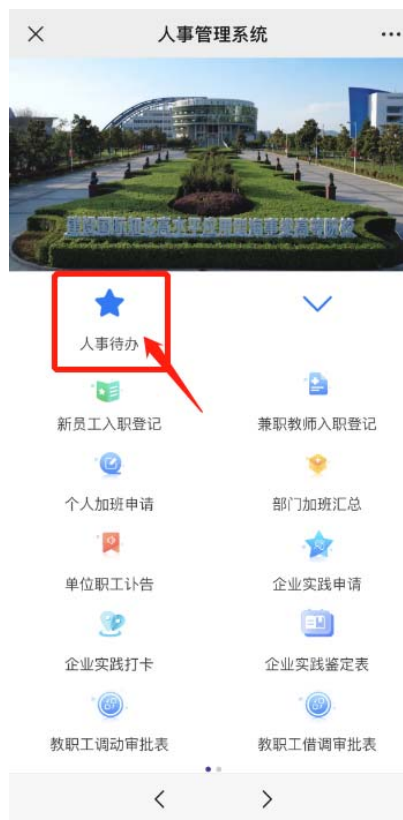 人事管理系统
人事待办
新员工入职登记
兼职教师入职登记
个人加班申请
部门加班汇总
单位职工讣告
企业实践申请
企业实践打卡
企业实践鉴定表
教职工调动审批表
教职工借调审批表